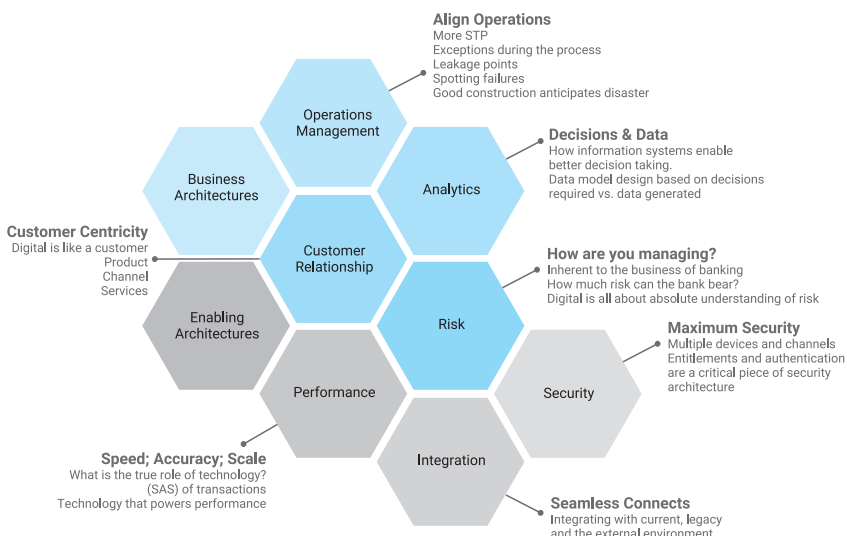 Align Operations
More STP
Exceptions during the process
Leakage points
Spotting failures
Good construction anticipates disaster
Operations
Management
Business
Architectures
Analytics
Decisions & Data
How information systems enable
better decision taking.
Data model design based on decisions
required vs. data generated
Customer Centricity
Digital is like a customer
Product
Channel
Services
Customer
Relationship
How are you managing?
Inherent to the business of banking
How much risk can the bank bear?
Digital is all about absolute understanding of risk
Enabling
Architectures
Risk
Maximum Security
Multiple devices and channels
Entitlements and authentication
are a critical piece of security
architecture
Performance
Security
Speed; Accuracy; Scale
What is the true role of technology?
(SAS) of transactions
Technology that powers performance
Integration
Seamless Connects
Integrating with current, legacy
and the external environment